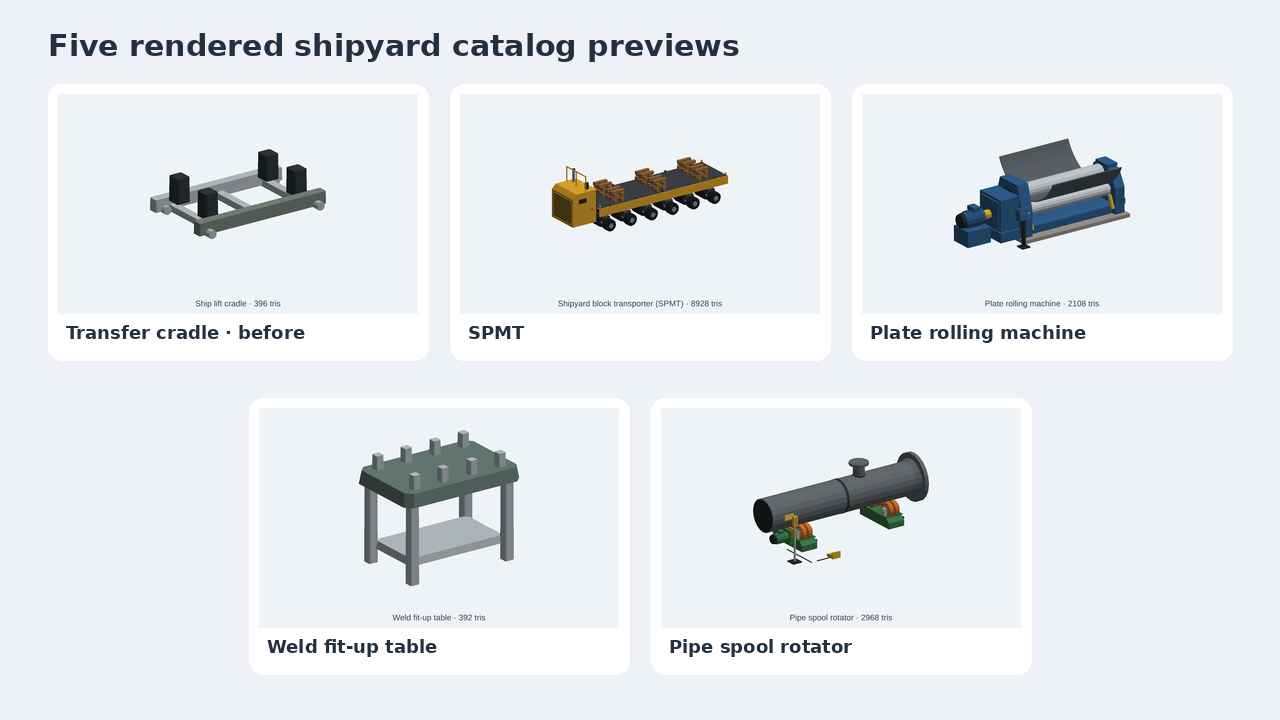 Five rendered shipyard catalog previews
Ship lift cradle · 396 tris
Transfer cradle · before
Shipyard block transporter (SPMT) · 8928 tris
SPMT
Plate rolling machine · 2108 tris
Plate rolling machine
Weld fit-up table · 392 tris
Weld fit-up table
Pipe spool rotator · 2968 tris
Pipe spool rotator